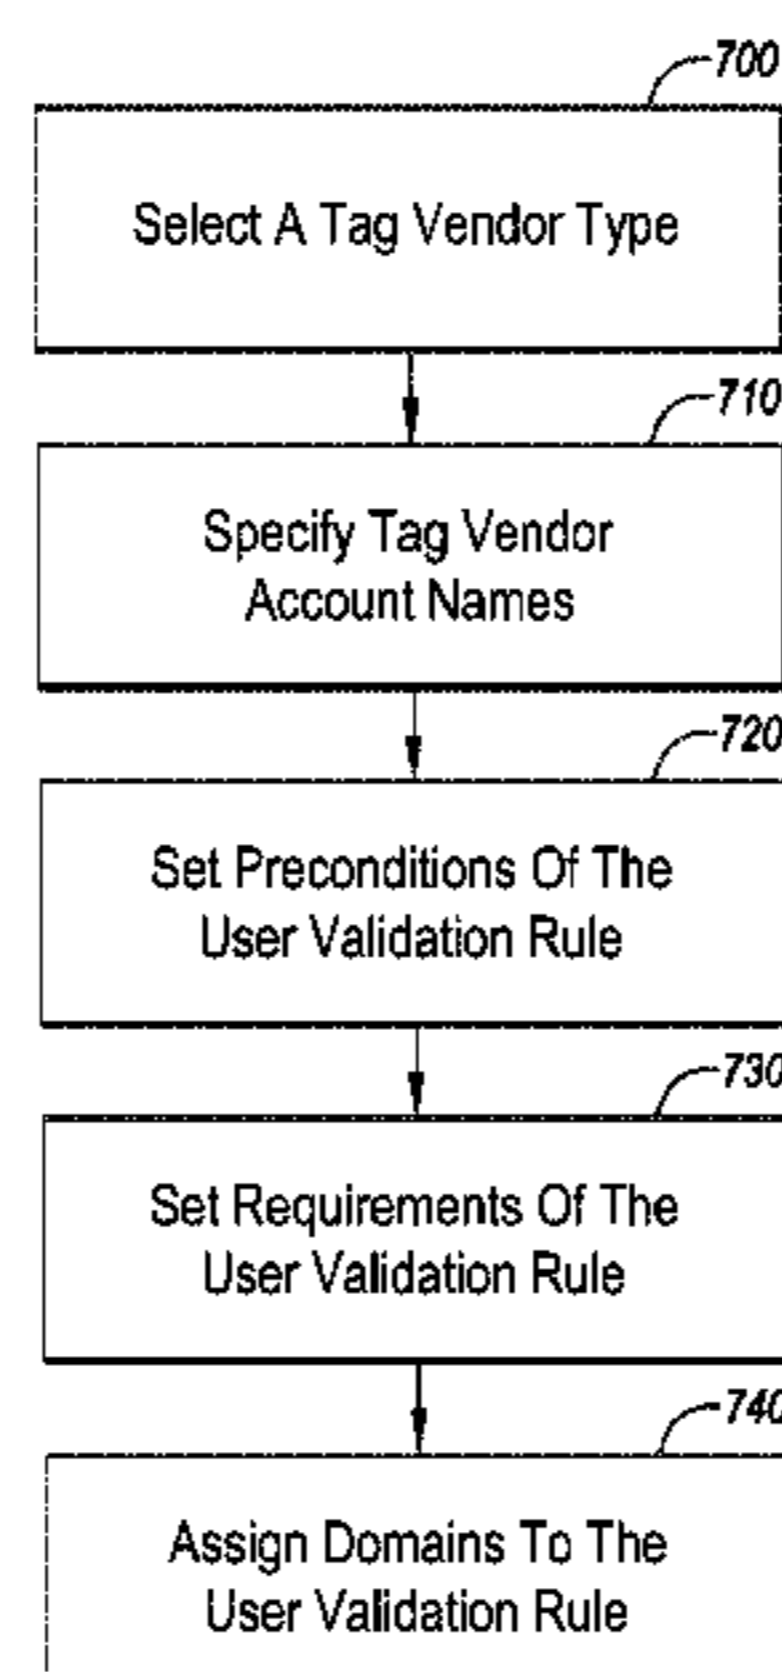 700
Select A Tag Vendor Type
710
Specify Tag Vendor
Account Names
720
Set Preconditions Of The
User Validation Rule
730
Set Requirements Of The
User Validation Rule
740
Assign Domains To The
User Validation Rule